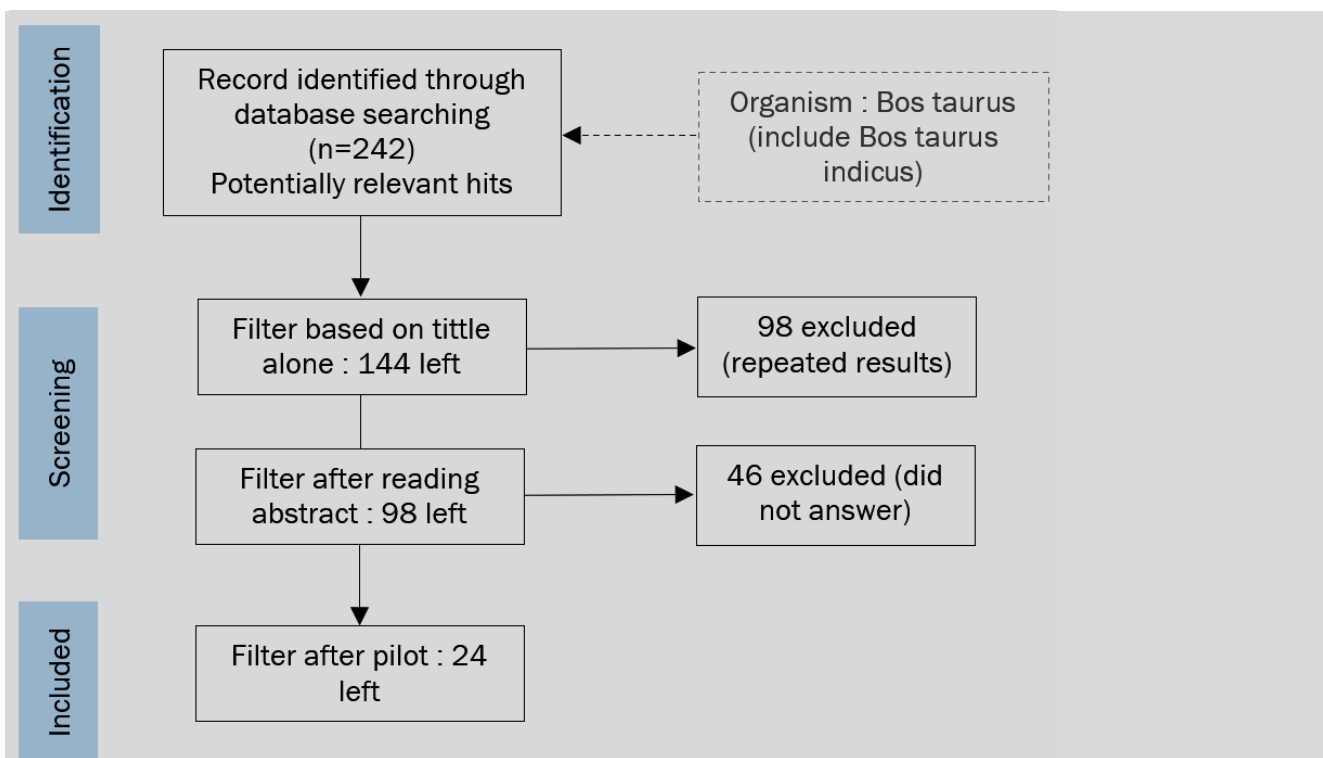 Identification
Record identified through
database searching
(n=242)
Potentially relevant hits
Organism : Bos taurus
(include Bos taurus
indicus)
Screening
Filter based on tittle
alone : 144 left
98 excluded
(repeated results)
Filter after reading
abstract : 98 left
46 excluded (did
not answer)
Included
Filter after pilot : 24
left